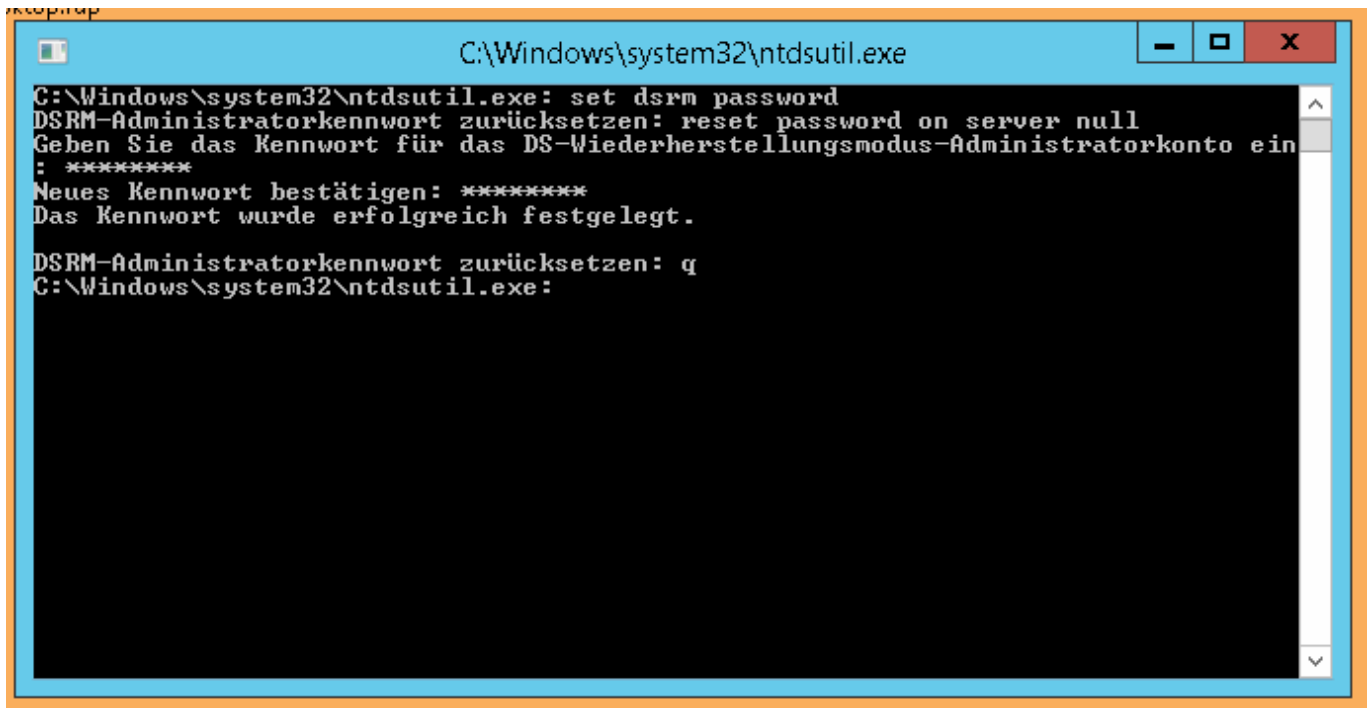 C:\Windows\system32\ntdsutil.exe
C:\Windows\system32\ntdsutil.exe: set dsrm password
DSRM-Administratorkennwort zurücksetzen: reset password on server null
Geben Sie das Kennwort für das DS-Wiederherstellungsmodus-Administratorkonto ein
: ********
Neues Kennwort bestätigen: ********
Das Kennwort wurde erfolgreich festgelegt.
DSRM-Administratorkennwort zurücksetzen: q
C:\Windows\system32\ntdsutil.exe: